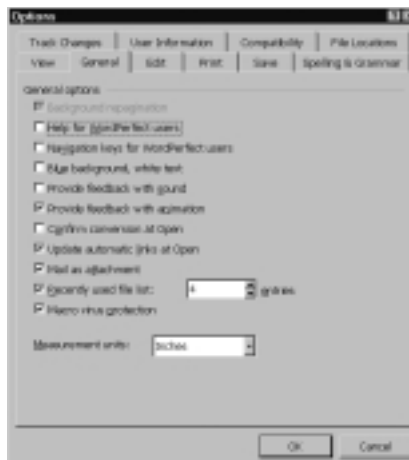 Options
Track Changes User Information Compatibility File Locations
View General Edit Print Save Spelling & Grammar
General options
Background repagination
Help for WordPerfect users
Navigation keys for WordPerfect users
Blue background, white text
Provide feedback with sound
Provide feedback with animation
Confirm conversion at Open
Update automatic links at Open
Mail as attachment
Recently used file list: 4 entries
Macro virus protection
Measurement units: Inches
OK Cancel